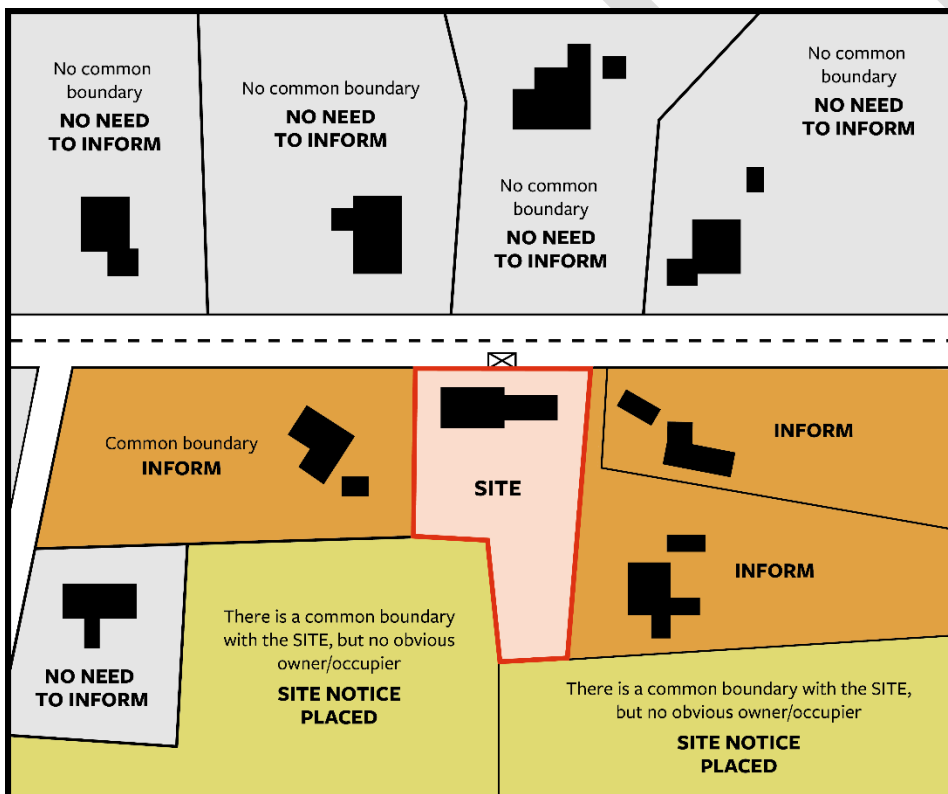 No common
boundary
NO NEED
TO INFORM
No common boundary
NO NEED
TO INFORM
No common
boundary
NO NEED
TO INFORM
No common
boundary
NO NEED
TO INFORM
Common boundary
INFORM
SITE
INFORM
INFORM
NO NEED
TO INFORM
There is a common boundary
with the SITE, but no obvious
owner/occupier
SITE NOTICE
PLACED
There is a common boundary with the SITE,
but no obvious owner/occupier
SITE NOTICE
PLACED